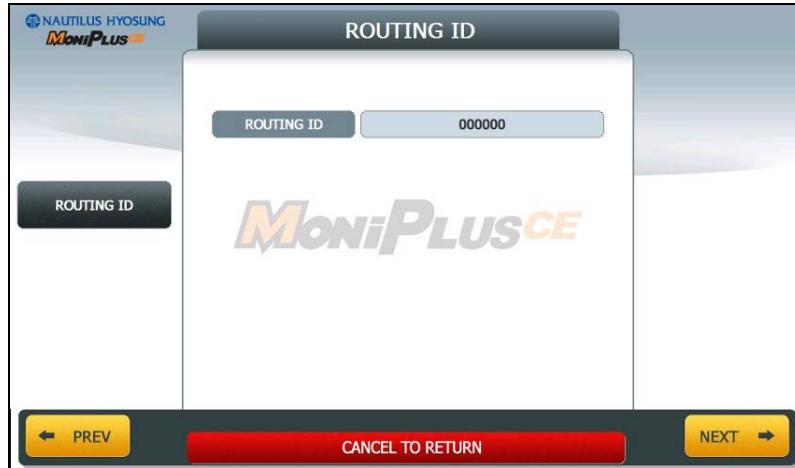 NAUTILUS HYOSUNG
MONiPLUSCE
ROUTING ID
ROUTING ID 000000
ROUTING ID
MONiPLUSCE
← PREV
CANCEL TO RETURN
NEXT →